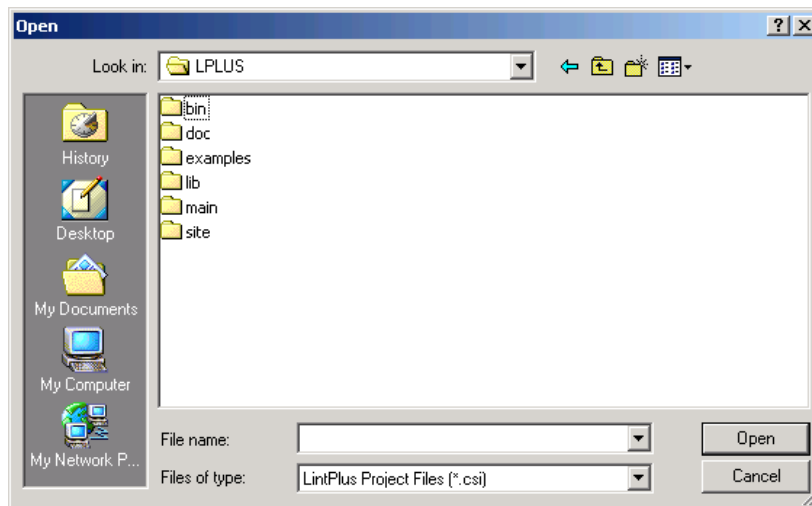 Open
Look in: LPLUS
bin
doc
examples
lib
main
site
History
Desktop
My Documents
My Computer
My Network P...
File name:
Open
Files of type: LintPlus Project Files (*.csi)
Cancel